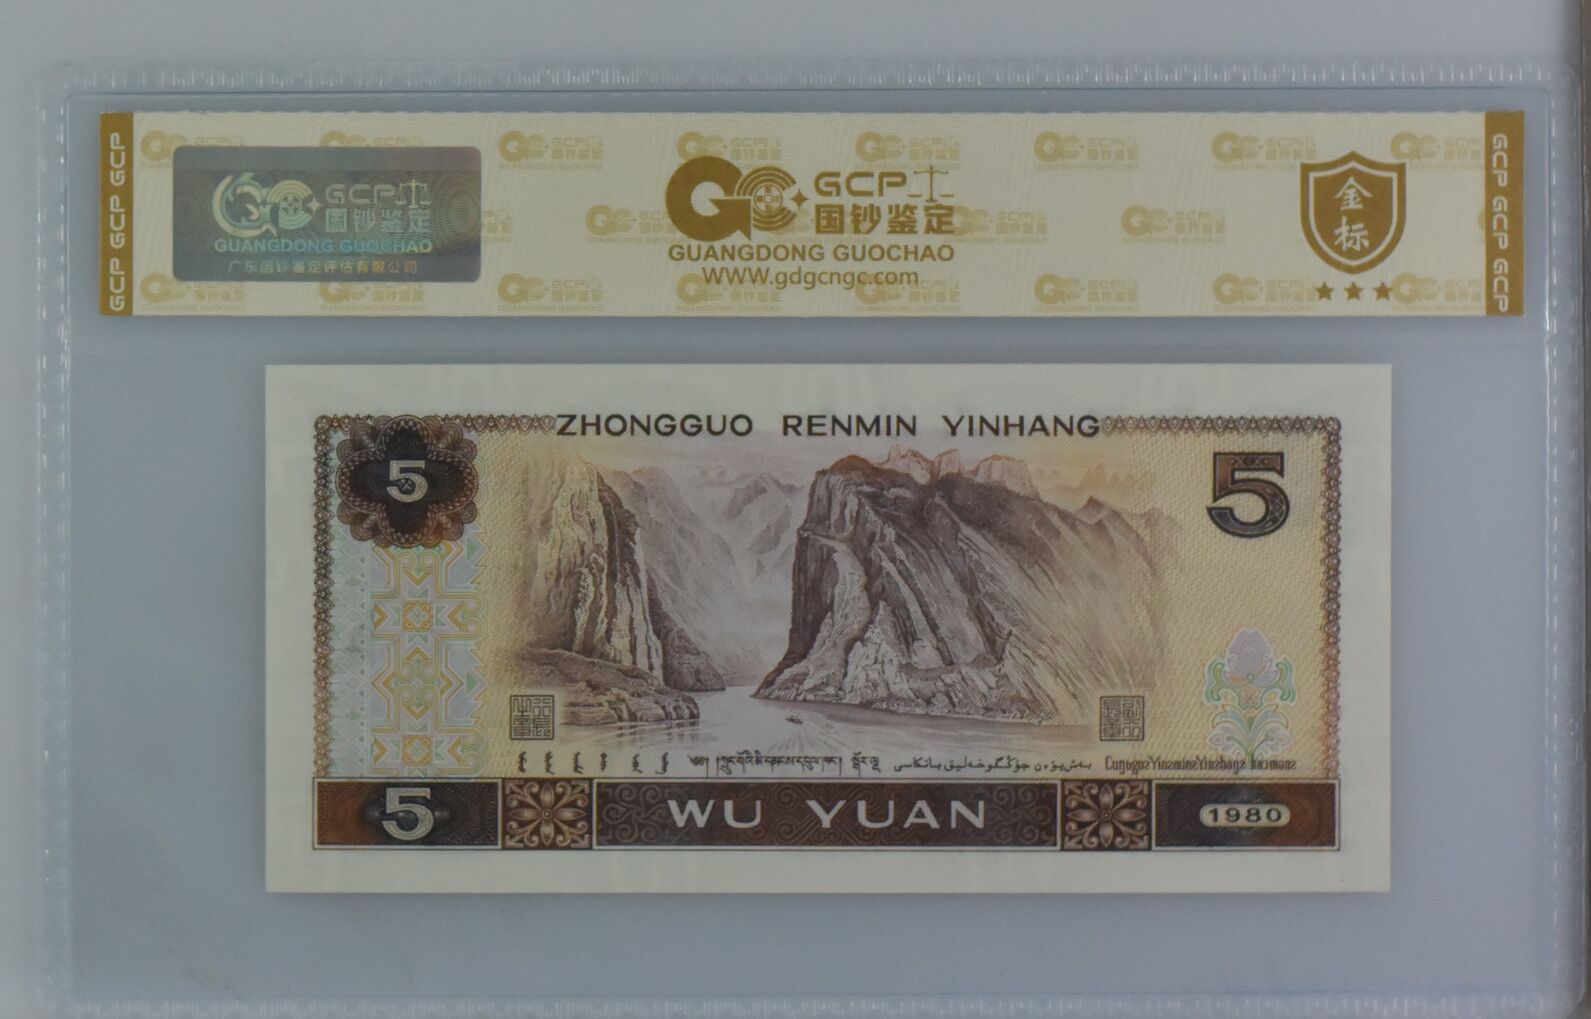 GCP GCP GCP
GCP
国钞鉴定
GUANGDONG GUOCHAO
广东国钞鉴定评估有限公司
GCP
国钞鉴定
GUANGDONG GUOCHAO
WWW.gdgcngc.com
金标
GCP GCP GCP
ZHONGGUO RENMIN YINHANG
5
5
5
WU YUAN
1980